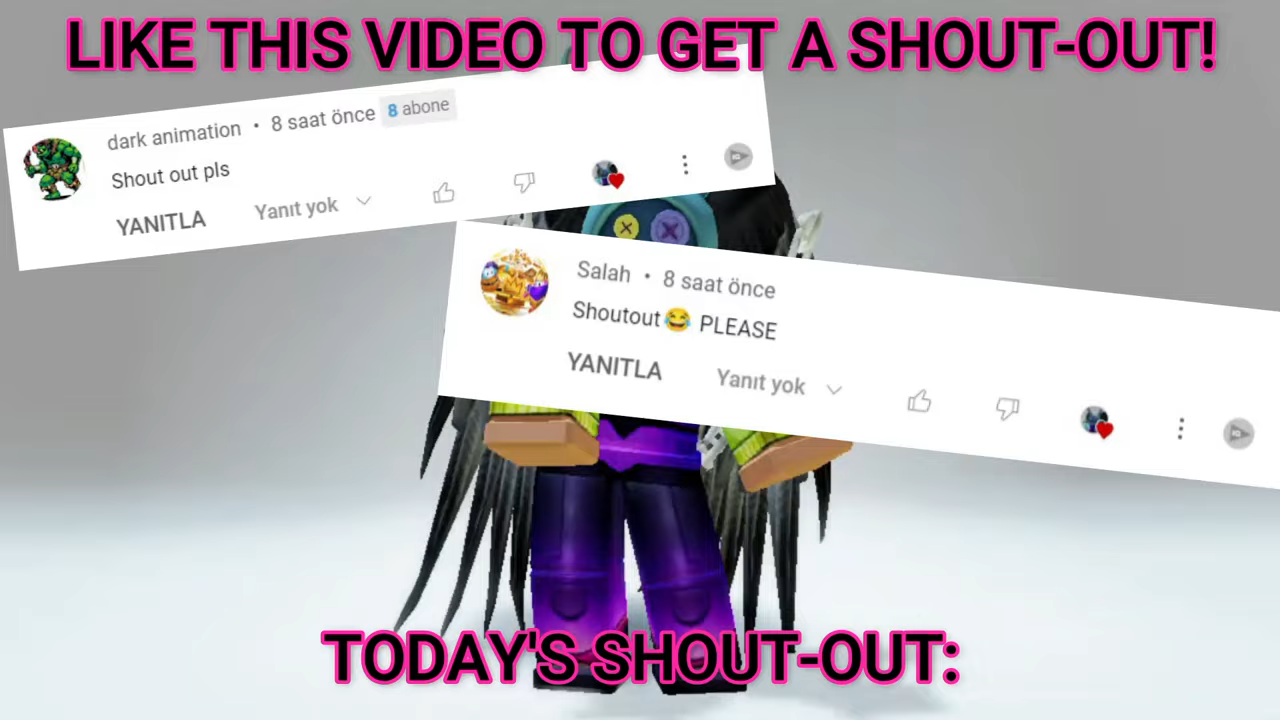 LIKE THIS VIDEO TO GET A SHOUT-OUT!
dark animation • 8 saat önce 8 abone
Shout out pls
YANITLA Yanıt yok
Salah • 8 saat önce
Shoutout😂 PLEASE
YANITLA Yanıt yok
TODAY'S SHOUT-OUT: